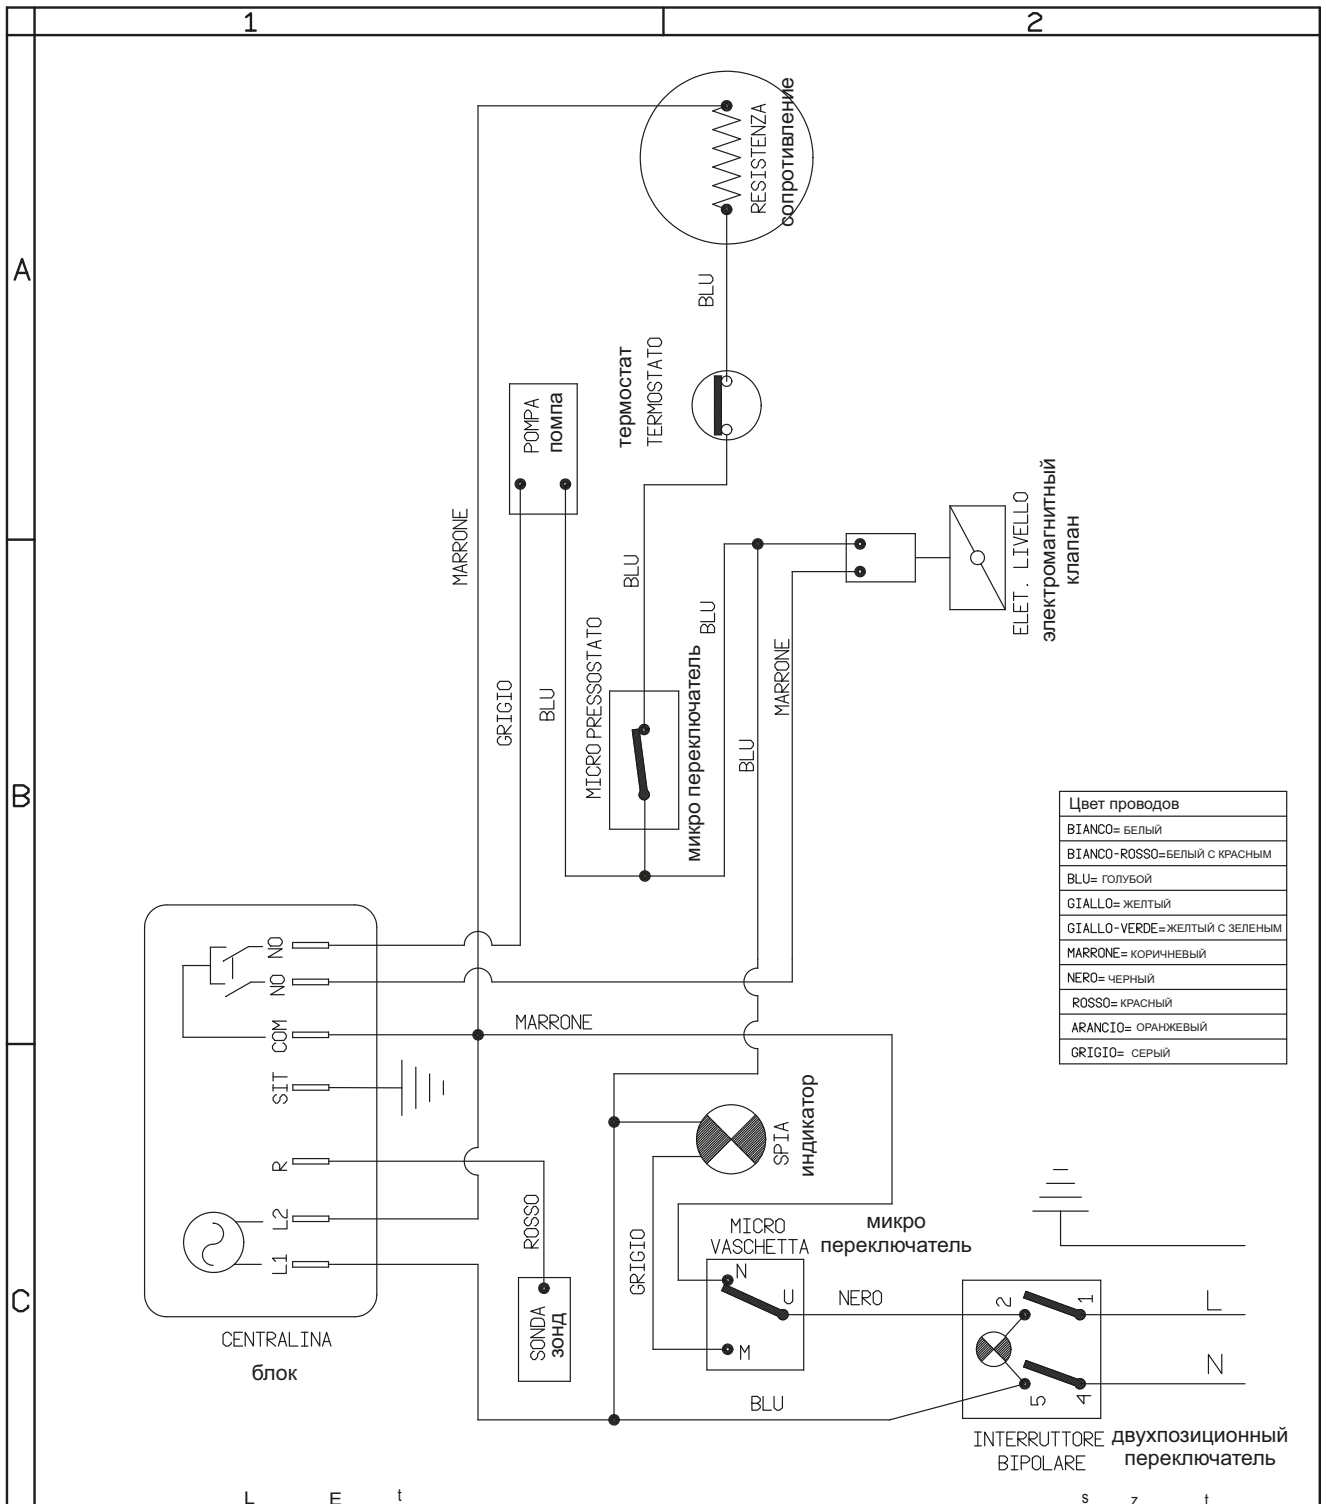 1
2
A
B
C
RESISTENZA
сопротивление
BLU
термостат
TERMOSTATO
POMPA
помпа
MARRONE
BLU
ELET. LIVELLO
электромагнитный
клапан
GRIGIO
BLU
MICRO PRESSOSTATO
микро переключатель
BLU
BLU
MARRONE
Цвет проводов
BIANCO= БЕЛЫЙ
BIANCO-ROSSO=БЕЛЫЙ С КРАСНЫМ
BLU= ГОЛУБОЙ
GIALLO= ЖЕЛТЫЙ
GIALLO-VERDE=ЖЕЛТЫЙ С ЗЕЛЕНЫМ
MARRONE= КОРИЧНЕВЫЙ
NERO= ЧЕРНЫЙ
ROSSO= КРАСНЫЙ
ARANCIO= ОРАНЖЕВЫЙ
GRIGIO= СЕРЫЙ
NO
NO
COM
SIT
R
L2
L1
CENTRALINA
блок
MARRONE
SPIA
индикатор
ROSSO
SONDA
зонд
GRIGIO
MICRO
VASCHETTA
микро
переключатель
N
U
M
NERO
BLU
2
1
5
4
L
N
INTERRUTTORE
BIPOLARE
двухпозиционный
переключатель
L E t s z t